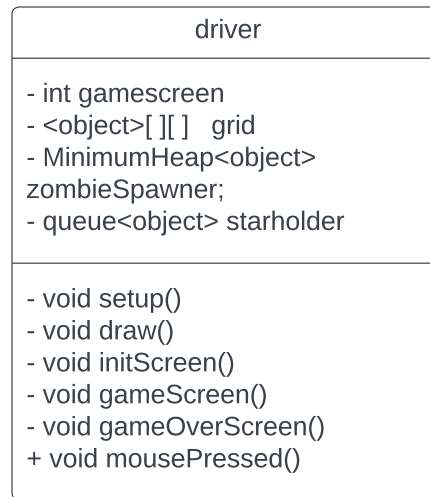 driver
- int gamescreen
- <object>[ ][ ] grid
- MinimumHeap<object>
zombieSpawner;
- queue<object> starholder
- void setup()
- void draw()
- void initScreen()
- void gameScreen()
- void gameOverScreen()
+ void mousePressed()